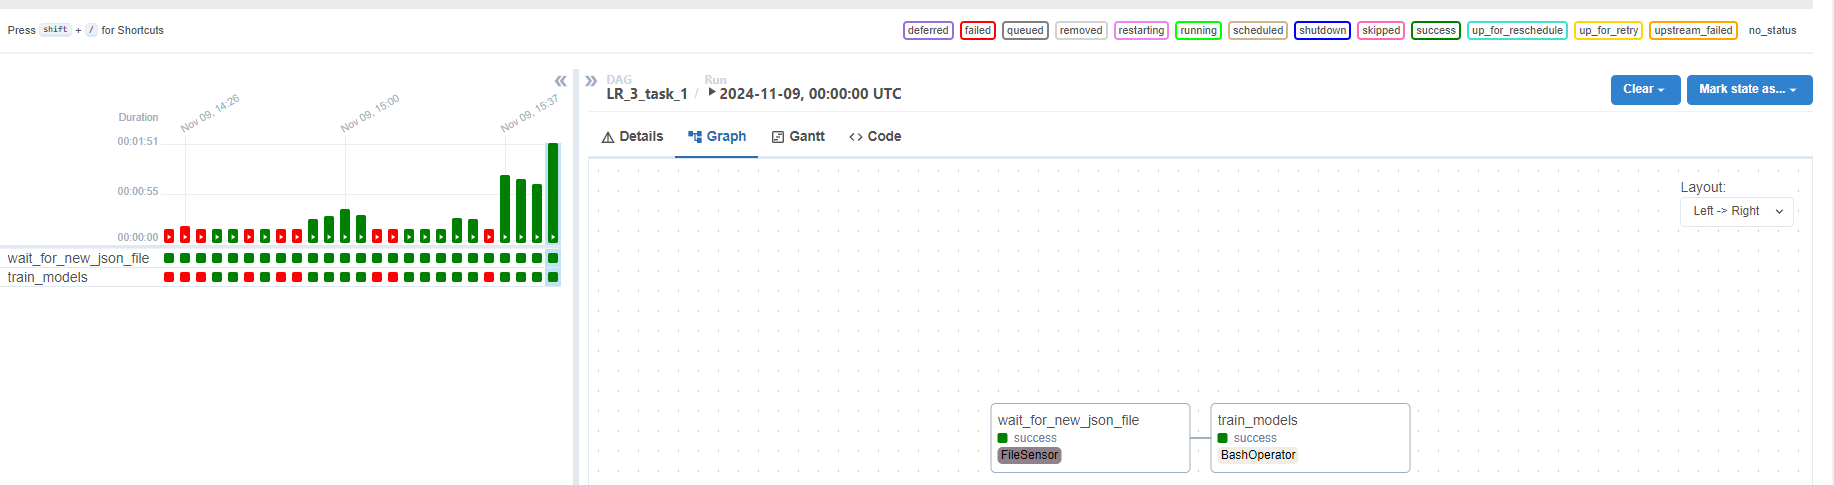 Press shift + / for Shortcuts
deferred failed queued removed restarting running scheduled shutdown skipped success up_for_reschedule up_for_retry upstream_failed no_status
DAG
LR_3_task_1 /
Run
2024-11-09, 00:00:00 UTC
Clear
Mark state as...
Duration
Nov 09, 14:26
Nov 09, 15:00
Nov 09, 15:37
00:01:51
00:00:55
00:00:00
wait_for_new_json_file
train_models
Details Graph Gantt Code
Layout:
Left -> Right
wait_for_new_json_file
success
FileSensor
train_models
success
BashOperator